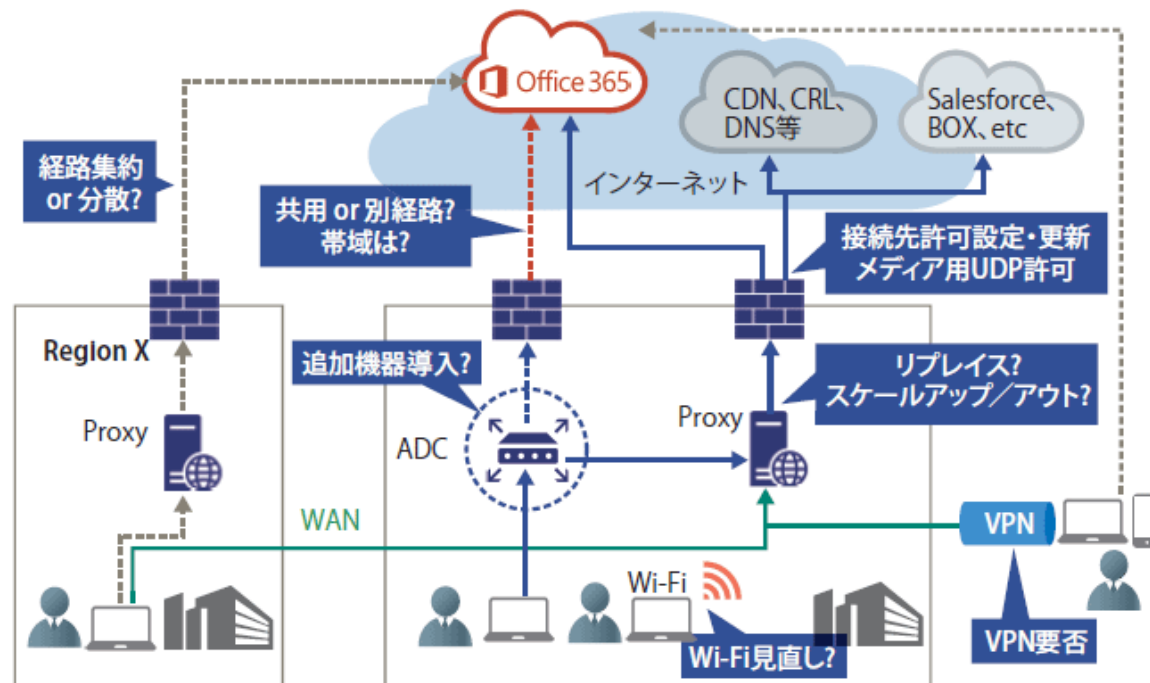 Office 365
CDN、CRL、
DNS等
Salesforce、
BOX、etc
経路集約
or 分散?
インターネット
共用 or 別経路?
帯域は?
接続先許可設定・更新
メディア用UDP許可
Region X
追加機器導入?
リプレイス?
スケールアップ／アウト?
Proxy
ADC
Proxy
WAN
VPN
Wi-Fi
Wi-Fi見直し?
VPN要否